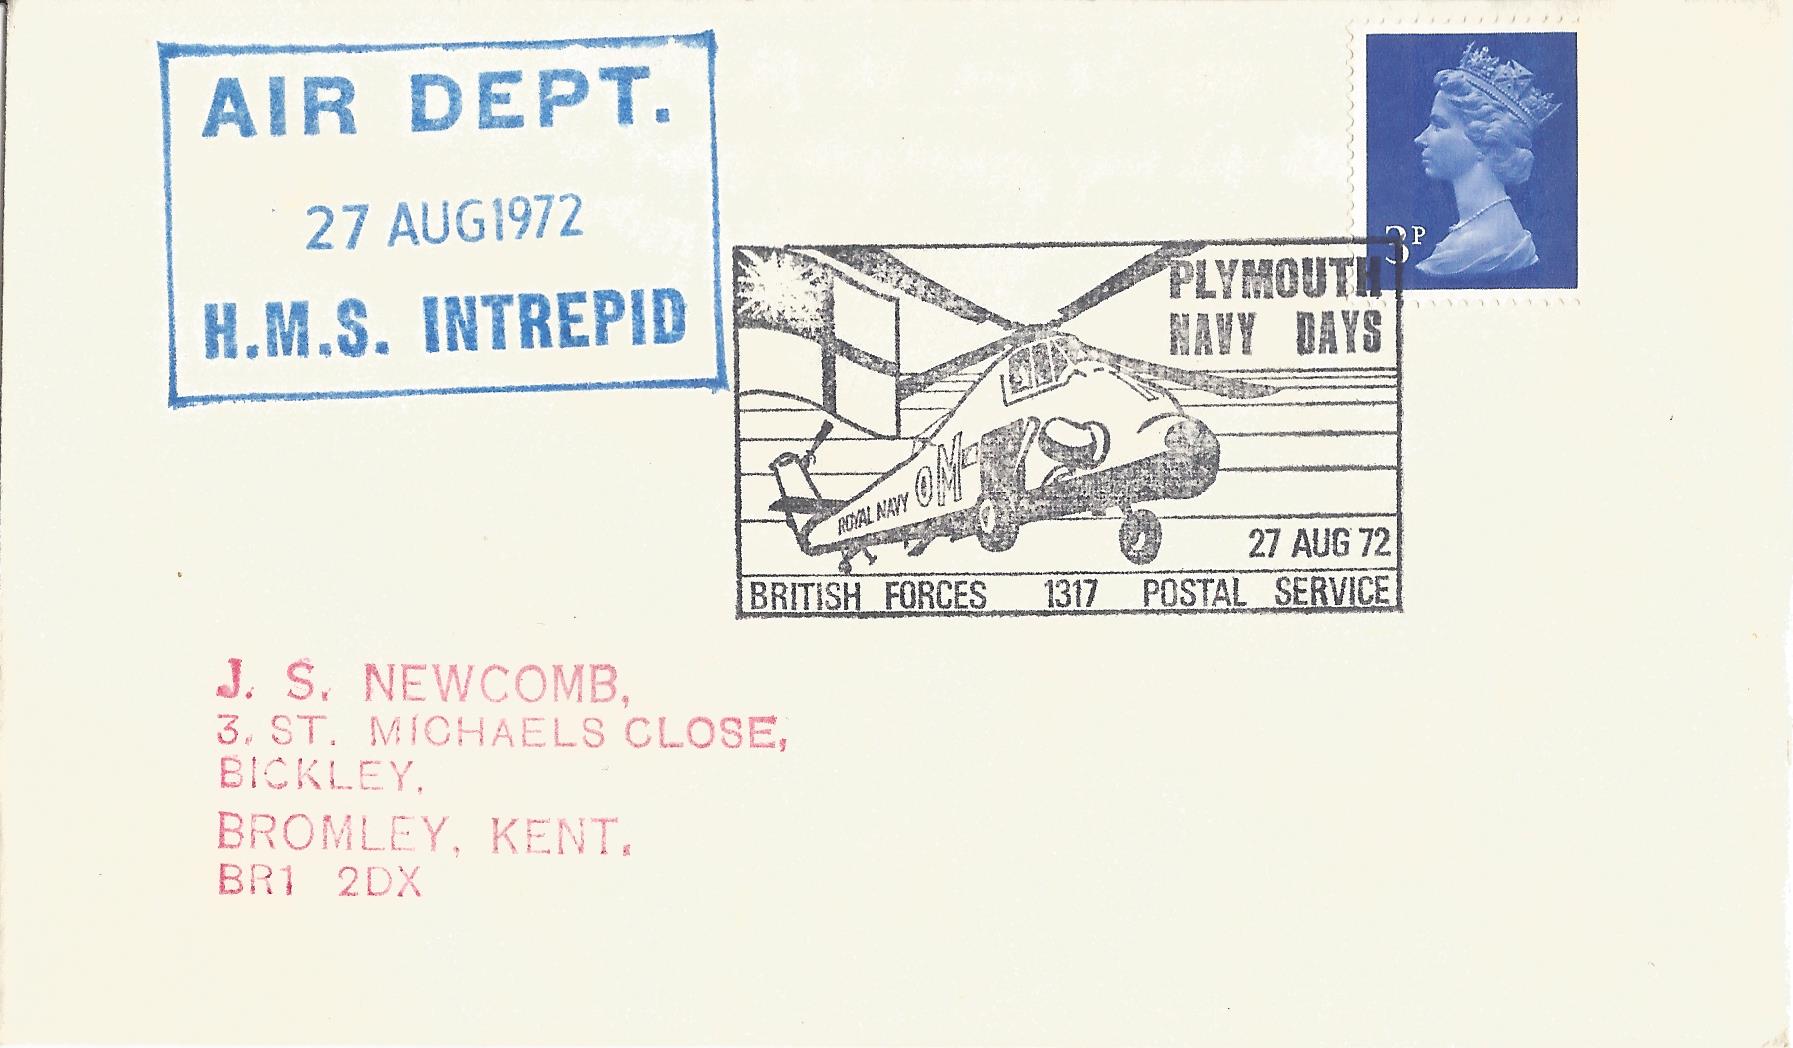 AIR DEPT.
27 AUG 1972
H.M.S. INTREPID
3P
PLYMOUTH
NAVY DAYS
M
ROYAL NAVY
27 AUG 72
BRITISH FORCES 1317 POSTAL SERVICE
J. S. NEWCOMB,
3. ST. MICHAELS CLOSE,
BICKLEY.
BROMLEY, KENT.
BR1 2DX